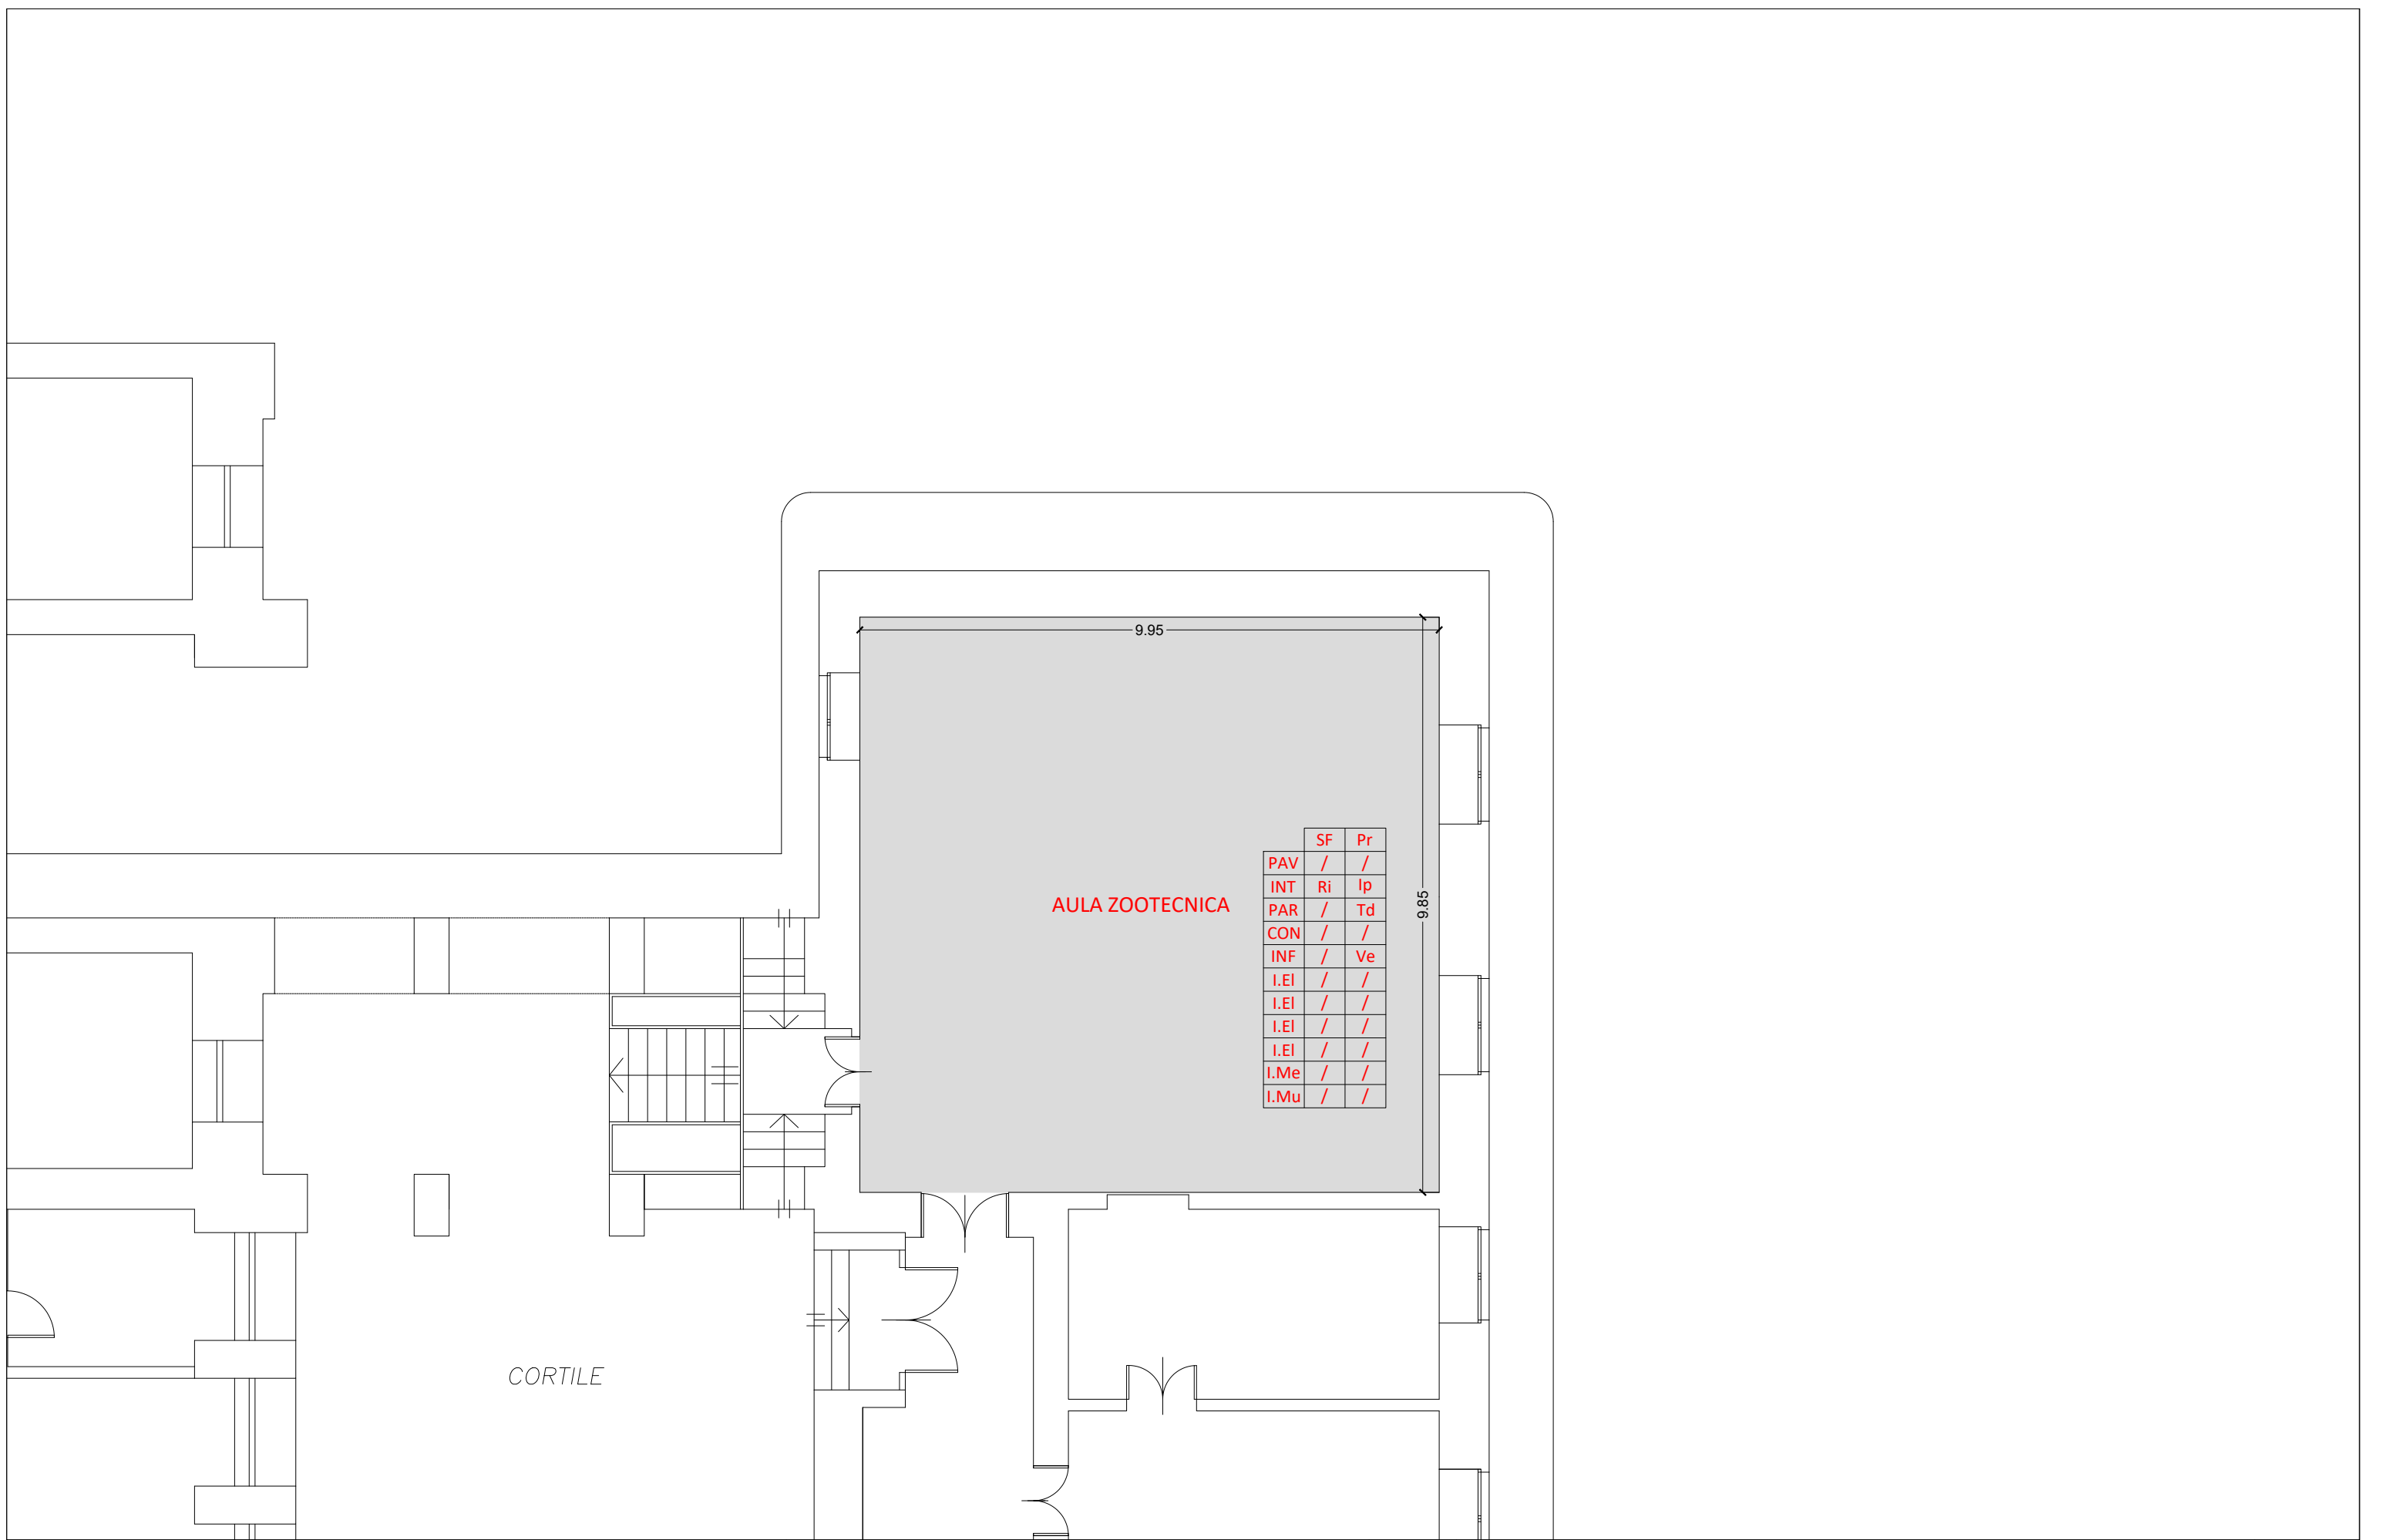 9.95
SF Pr
PAV / /
INT Ri Ip
AULA ZOOTECNICA
PAR / Td
9.85
CON / /
INF / Ve
I.El / /
I.El / /
I.El / /
I.El / /
I.Me / /
I.Mu / /
CORTILE